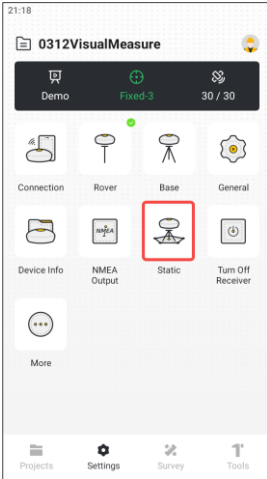 21:18
0312VisualMeasure
Demo Fixed-3 30 / 30
Connection Rover Base General
Device Info NMEA Output Static Turn Off Receiver
More
Projects Settings Survey Tools